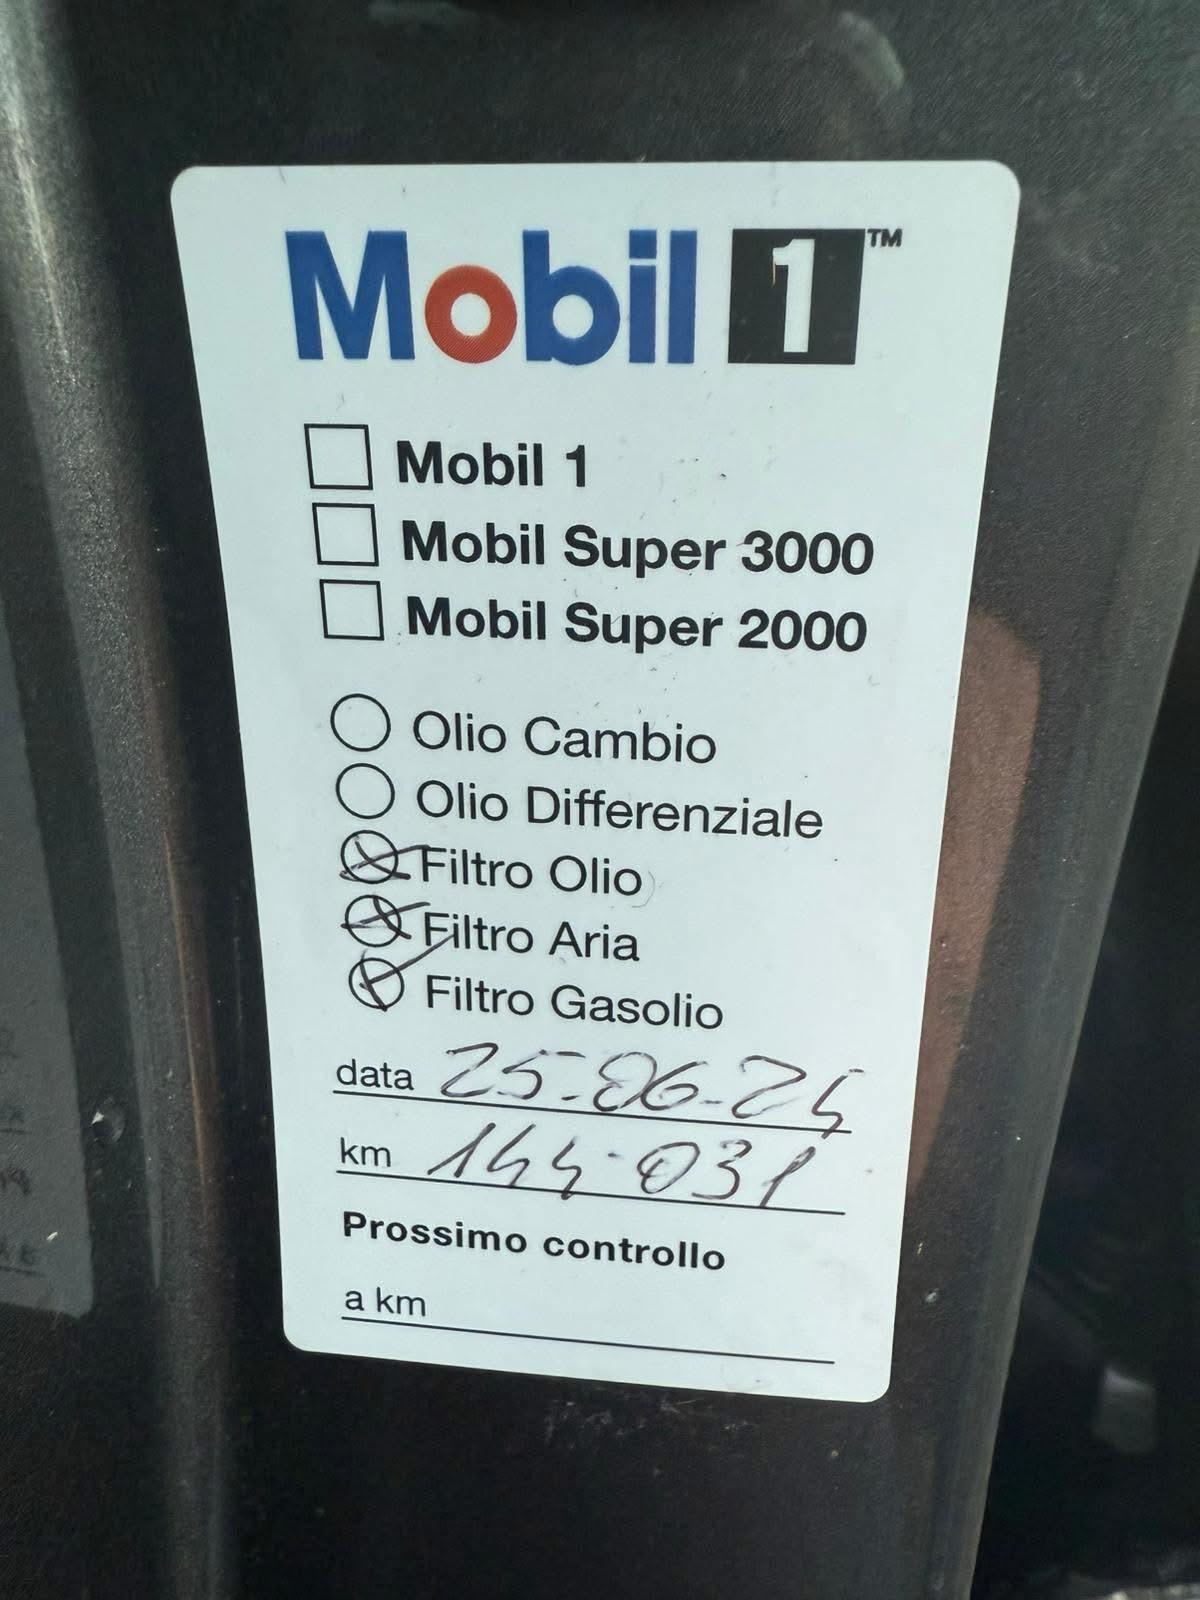 Mobil 1™
Mobil 1
Mobil Super 3000
Mobil Super 2000
Olio Cambio
Olio Differenziale
Filtro Olio
Filtro Aria
Filtro Gasolio
data 25-06-24
km 144.031
Prossimo controllo
a km